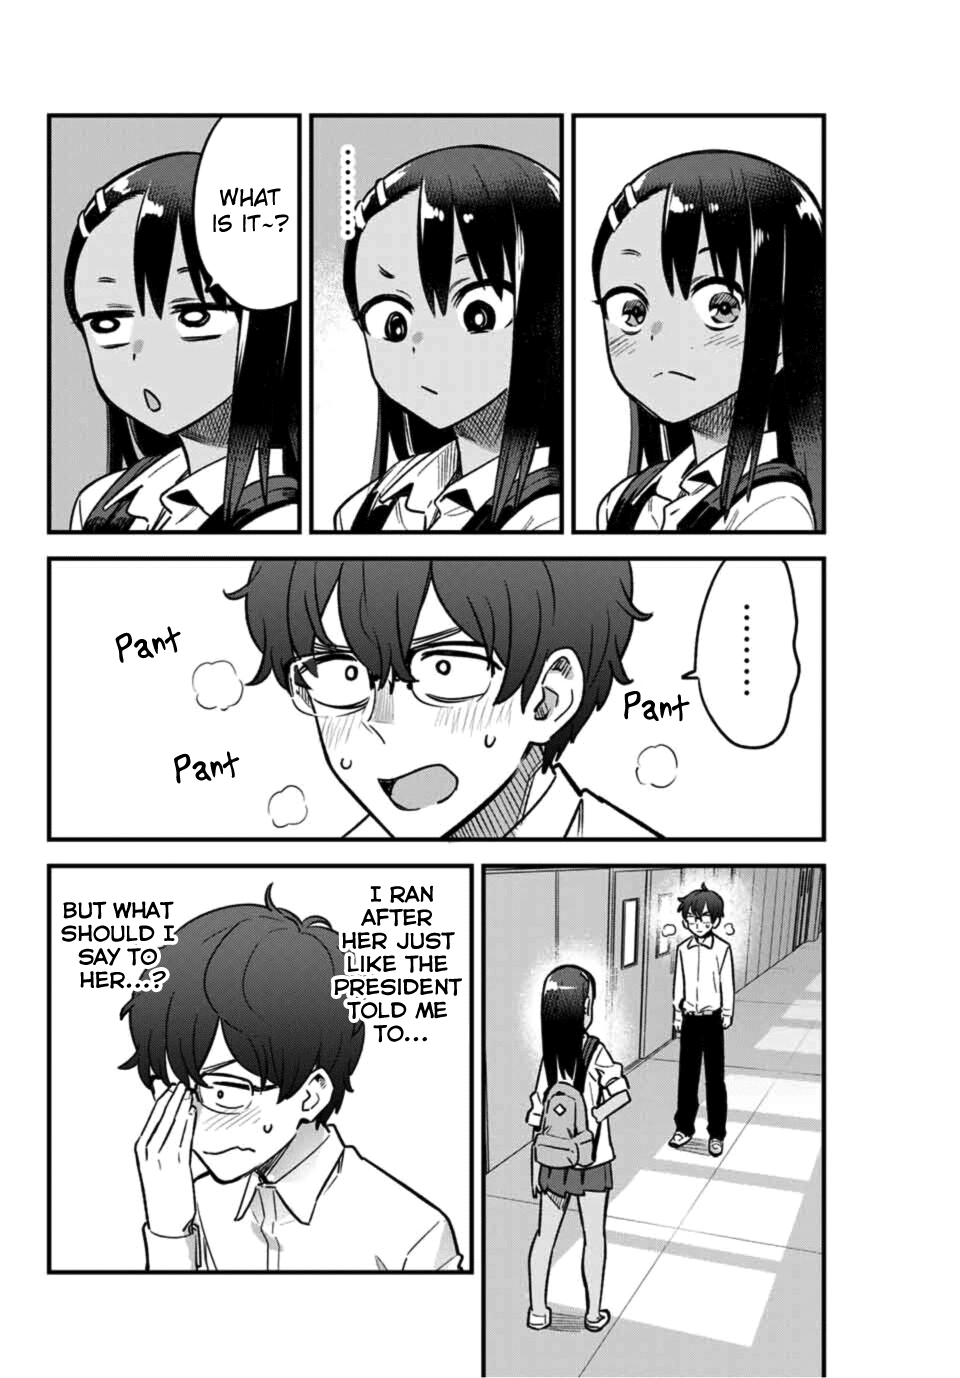 ..........
WHAT
IS IT~?
.........
Pant
Pant
Pant
I RAN
AFTER
HER JUST
LIKE THE
PRESIDENT
TOLD ME
TO...
BUT WHAT
SHOULD I
SAY TO
HER...?